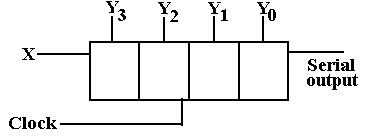 Y3 Y2 Y1 Y0
X
Serial
output
Clock